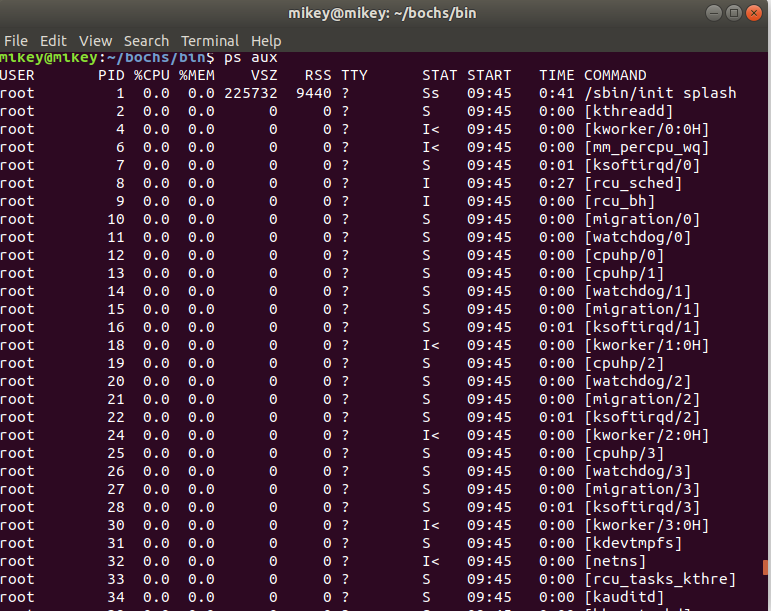 mikey@mikey: ~/bochs/bin
File Edit View Search Terminal Help
mikey@mikey:~/bochs/bin$ ps aux
USER PID %CPU %MEM VSZ RSS TTY STAT START TIME COMMAND
root 1 0.0 0.0 225732 9440 ? Ss 09:45 0:41 /sbin/init splash
root 2 0.0 0.0 0 0 ? S 09:45 0:00 [kthreadd]
root 4 0.0 0.0 0 0 ? I< 09:45 0:00 [kworker/0:0H]
root 6 0.0 0.0 0 0 ? I< 09:45 0:00 [mm_percpu_wq]
root 7 0.0 0.0 0 0 ? S 09:45 0:01 [ksoftirqd/0]
root 8 0.0 0.0 0 0 ? I 09:45 0:27 [rcu_sched]
root 9 0.0 0.0 0 0 ? I 09:45 0:00 [rcu_bh]
root 10 0.0 0.0 0 0 ? S 09:45 0:00 [migration/0]
root 11 0.0 0.0 0 0 ? S 09:45 0:00 [watchdog/0]
root 12 0.0 0.0 0 0 ? S 09:45 0:00 [cpuhp/0]
root 13 0.0 0.0 0 0 ? S 09:45 0:00 [cpuhp/1]
root 14 0.0 0.0 0 0 ? S 09:45 0:00 [watchdog/1]
root 15 0.0 0.0 0 0 ? S 09:45 0:00 [migration/1]
root 16 0.0 0.0 0 0 ? S 09:45 0:01 [ksoftirqd/1]
root 18 0.0 0.0 0 0 ? I< 09:45 0:00 [kworker/1:0H]
root 19 0.0 0.0 0 0 ? S 09:45 0:00 [cpuhp/2]
root 20 0.0 0.0 0 0 ? S 09:45 0:00 [watchdog/2]
root 21 0.0 0.0 0 0 ? S 09:45 0:00 [migration/2]
root 22 0.0 0.0 0 0 ? S 09:45 0:01 [ksoftirqd/2]
root 24 0.0 0.0 0 0 ? I< 09:45 0:00 [kworker/2:0H]
root 25 0.0 0.0 0 0 ? S 09:45 0:00 [cpuhp/3]
root 26 0.0 0.0 0 0 ? S 09:45 0:00 [watchdog/3]
root 27 0.0 0.0 0 0 ? S 09:45 0:00 [migration/3]
root 28 0.0 0.0 0 0 ? S 09:45 0:01 [ksoftirqd/3]
root 30 0.0 0.0 0 0 ? I< 09:45 0:00 [kworker/3:0H]
root 31 0.0 0.0 0 0 ? S 09:45 0:00 [kdevtmpfs]
root 32 0.0 0.0 0 0 ? I< 09:45 0:00 [netns]
root 33 0.0 0.0 0 0 ? S 09:45 0:00 [rcu_tasks_kthre]
root 34 0.0 0.0 0 0 ? S 09:45 0:00 [kauditd]